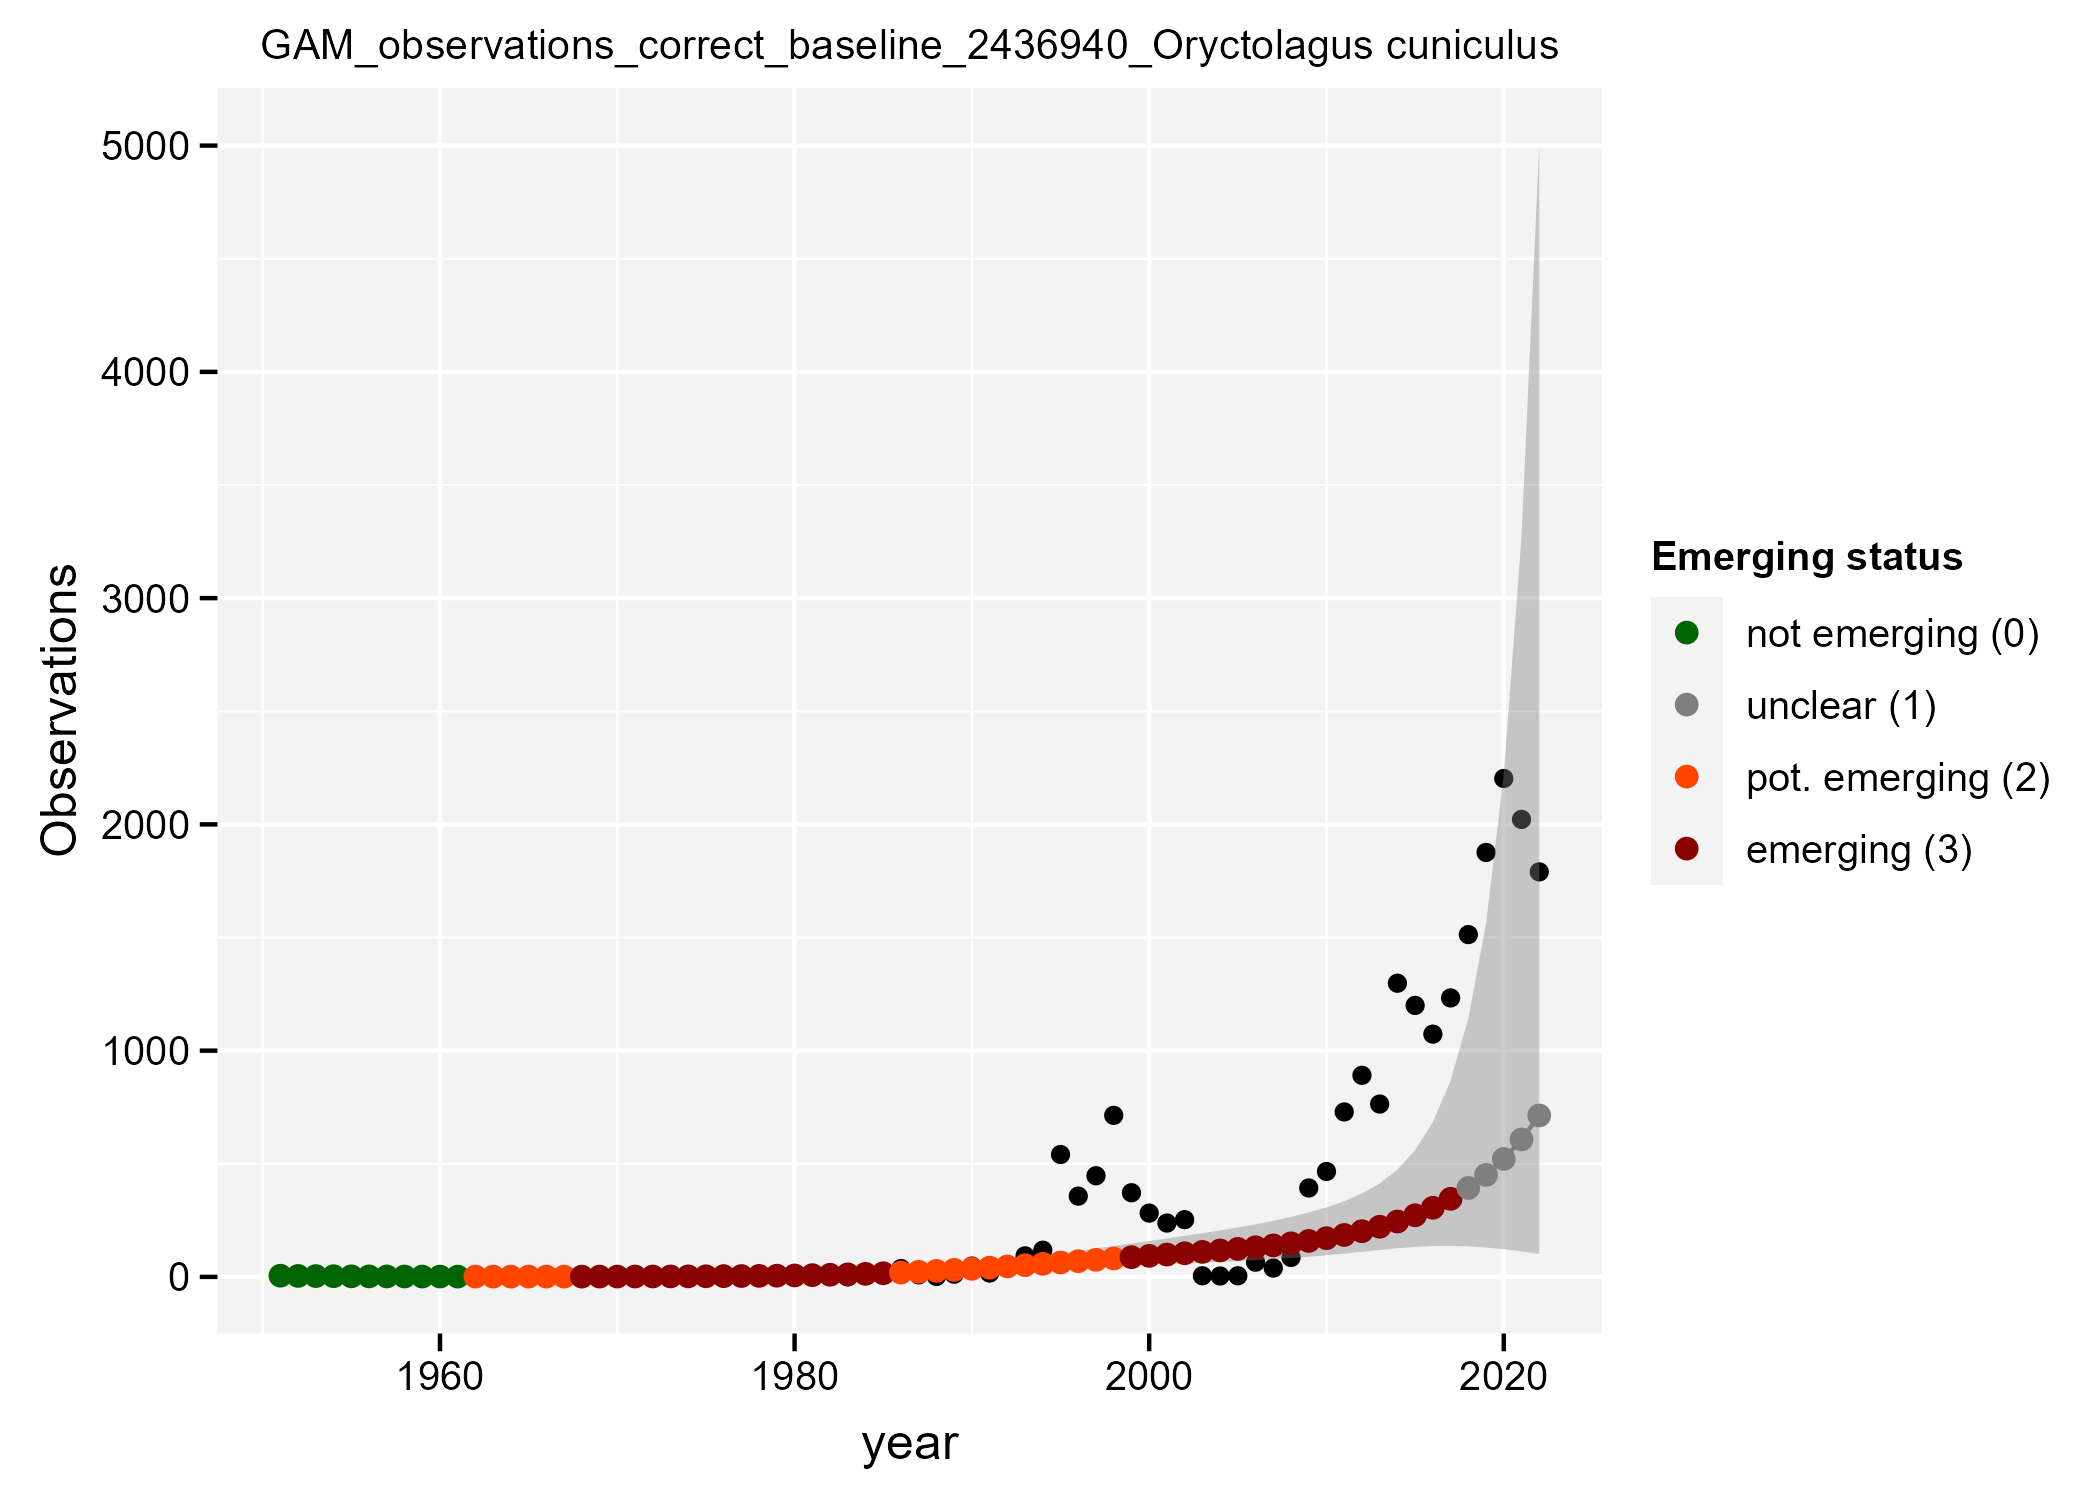 GAM_observations_correct_baseline_2436940_Oryctolagus cuniculus
Observations
5000
4000
3000
2000
1000
0
1960
1980
2000
2020
year
Emerging status
not emerging (0)
unclear (1)
pot. emerging (2)
emerging (3)